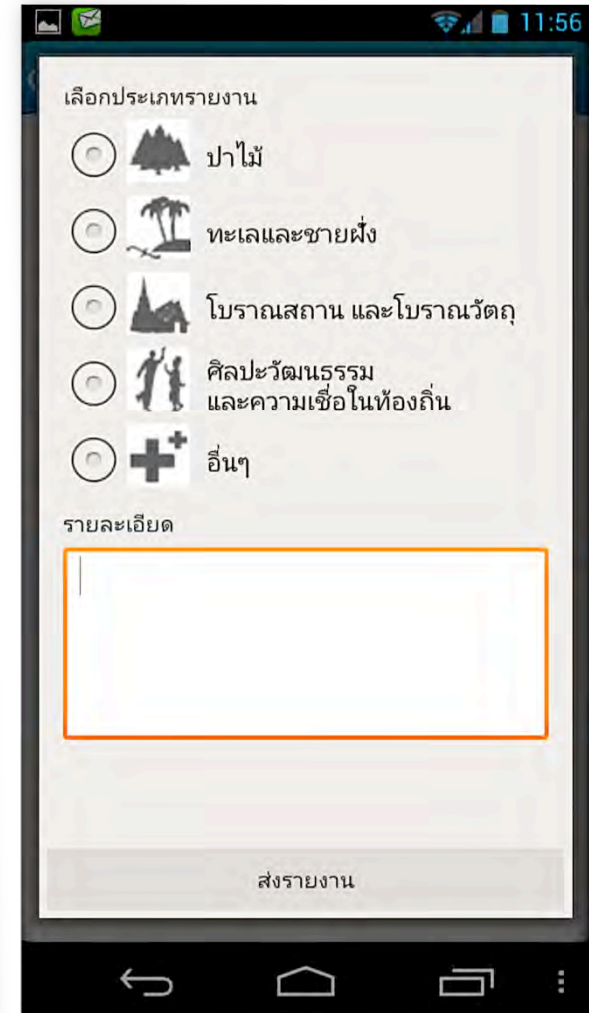 11:56
เลือกประเภทรายงาน
ป่าไม้
ทะเลและชายฝั่ง
โบราณสถาน และโบราณวัตถุ
ศิลปะวัฒนธรรม
และความเชื่อในท้องถิ่น
อื่นๆ
รายละเอียด
ส่งรายงาน